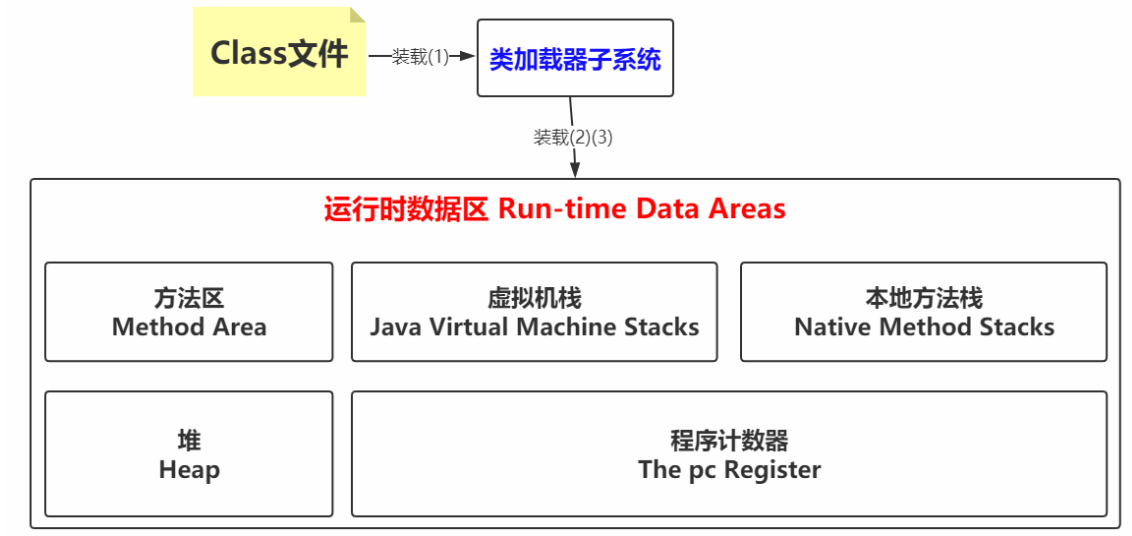 Class文件
装载(1)
类加载器子系统
装载(2)(3)
运行时数据区 Run-time Data Areas
方法区
Method Area
虚拟机栈
Java Virtual Machine Stacks
本地方法栈
Native Method Stacks
堆
Heap
程序计数器
The pc Register